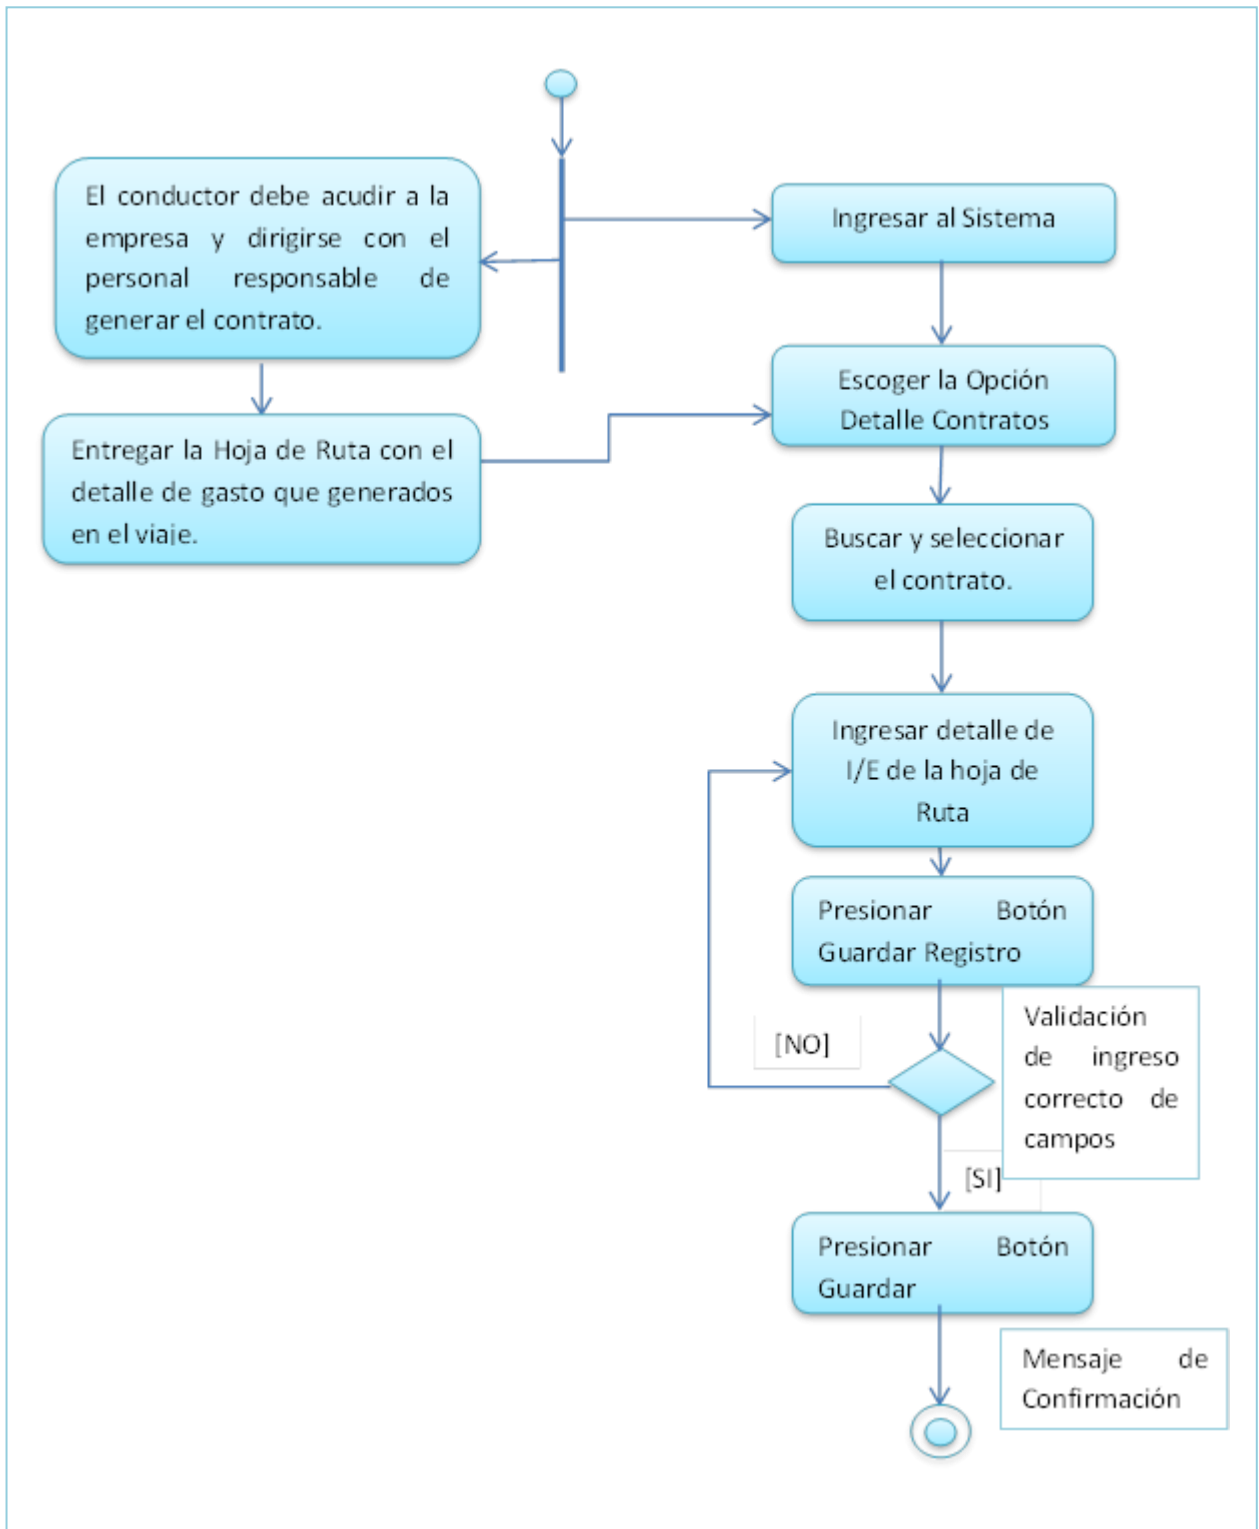 El conductor debe acudir a la
empresa y dirigirse con el
personal responsable de
generar el contrato.
Ingresar al Sistema
Escoger la Opción
Detalle Contratos
Entregar la Hoja de Ruta con el
detalle de gasto que generados
en el viaje.
Buscar y seleccionar
el contrato.
Ingresar detalle de
I/E de la hoja de
Ruta
Presionar Botón
Guardar Registro
Validación
de ingreso
correcto de
campos
[NO]
[SI]
Presionar Botón
Guardar
Mensaje de
Confirmación